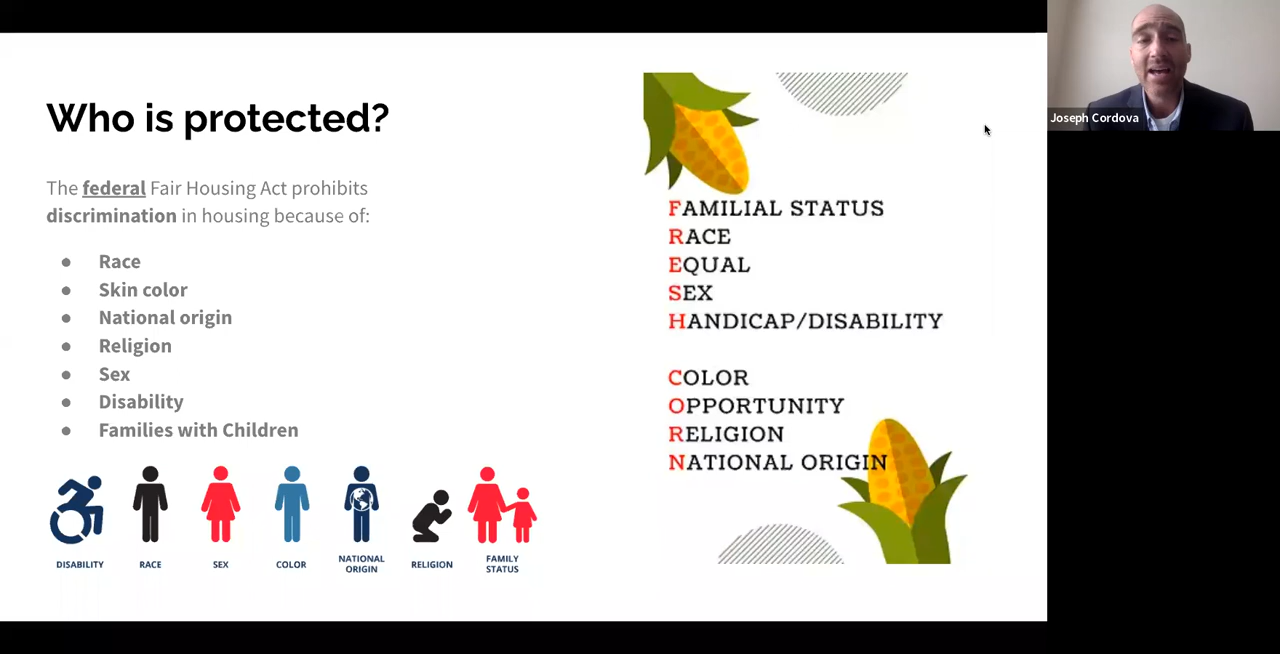 Who is protected?
The federal Fair Housing Act prohibits
discrimination in housing because of:
● Race
● Skin color
● National origin
● Religion
● Sex
● Disability
● Families with Children
DISABILITY
RACE
SEX
COLOR
NATIONAL
ORIGIN
RELIGION
FAMILY
STATUS
FAMILIAL STATUS
RACE
EQUAL
SEX
HANDICAP/DISABILITY
COLOR
OPPORTUNITY
RELIGION
NATIONAL ORIGIN
Joseph Cordova